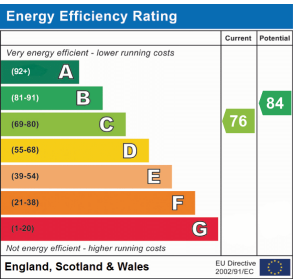 Energy Efficiency Rating
Current Potential
Very energy efficient - lower running costs
(92+) A
(81-91) B
(69-80) C
(55-68) D
(39-54) E
(21-38) F
(1-20) G
76
84
Not energy efficient - higher running costs
England, Scotland & Wales
EU Directive
2002/91/EC